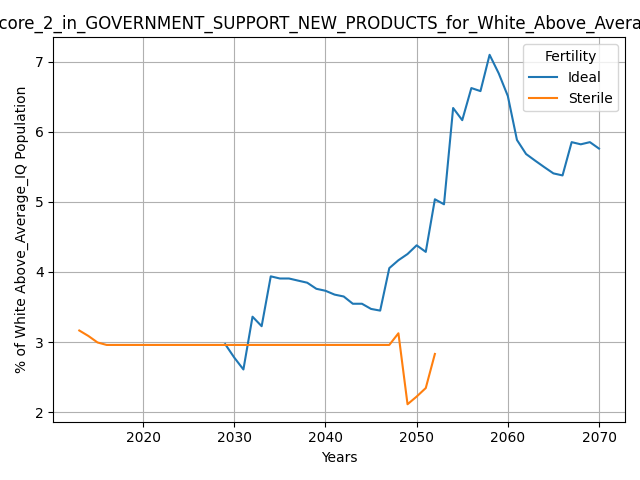 core_2_in_GOVERNMENT_SUPPORT_NEW_PRODUCTS_for_White_Above_Avera
Fertility
Ideal
Sterile
% of White Above_Average_IQ Population
7
6
5
4
3
2
2020 2030 2040 2050 2060 2070
Years